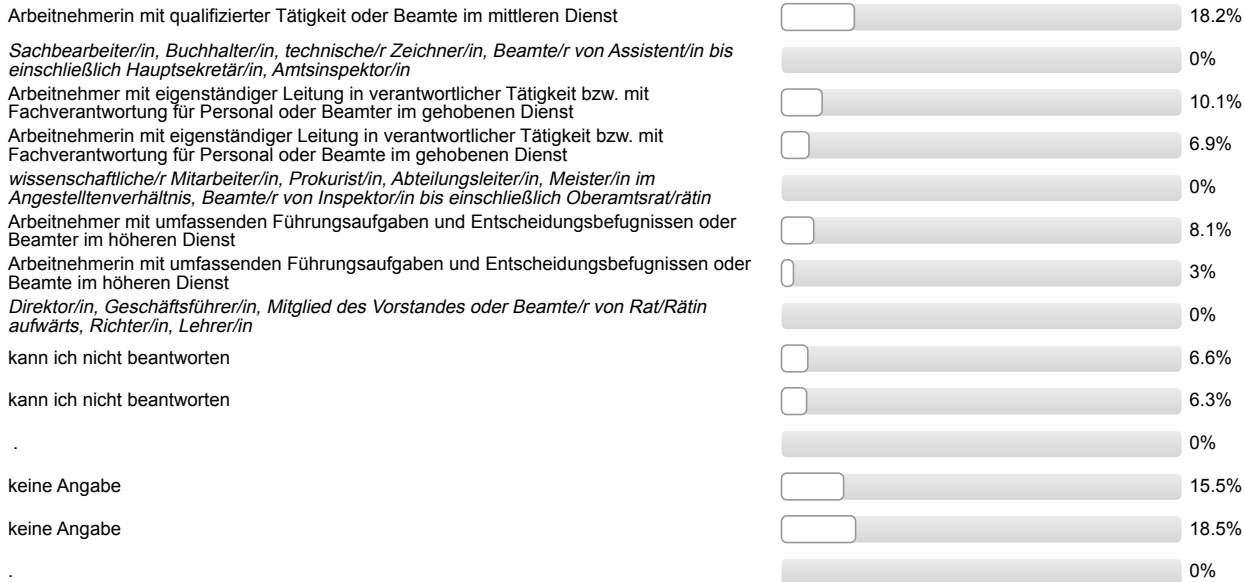 Arbeitnehmerin mit qualifizierter Tätigkeit oder Beamte im mittleren Dienst 18.2%
Sachbearbeiter/in, Buchhalter/in, technische/r Zeichner/in, Beamte/r von Assistent/in bis
einschließlich Hauptsekretär/in, Amtsinspektor/in 0%
Arbeitnehmer mit eigenständiger Leitung in verantwortlicher Tätigkeit bzw. mit
Fachverantwortung für Personal oder Beamter im gehobenen Dienst 10.1%
Arbeitnehmerin mit eigenständiger Leitung in verantwortlicher Tätigkeit bzw. mit
Fachverantwortung für Personal oder Beamte im gehobenen Dienst 6.9%
wissenschaftliche/r Mitarbeiter/in, Prokurist/in, Abteilungsleiter/in, Meister/in im
Angestelltenverhältnis, Beamte/r von Inspektor/in bis einschließlich Oberamtsrat/rätin 0%
Arbeitnehmer mit umfassenden Führungsaufgaben und Entscheidungsbefugnissen oder
Beamter im höheren Dienst 8.1%
Arbeitnehmerin mit umfassenden Führungsaufgaben und Entscheidungsbefugnissen oder
Beamte im höheren Dienst 3%
Direktor/in, Geschäftsführer/in, Mitglied des Vorstandes oder Beamte/r von Rat/Rätin
aufwärts, Richter/in, Lehrer/in 0%
kann ich nicht beantworten 6.6%
kann ich nicht beantworten 6.3%
. 0%
keine Angabe 15.5%
keine Angabe 18.5%
. 0%